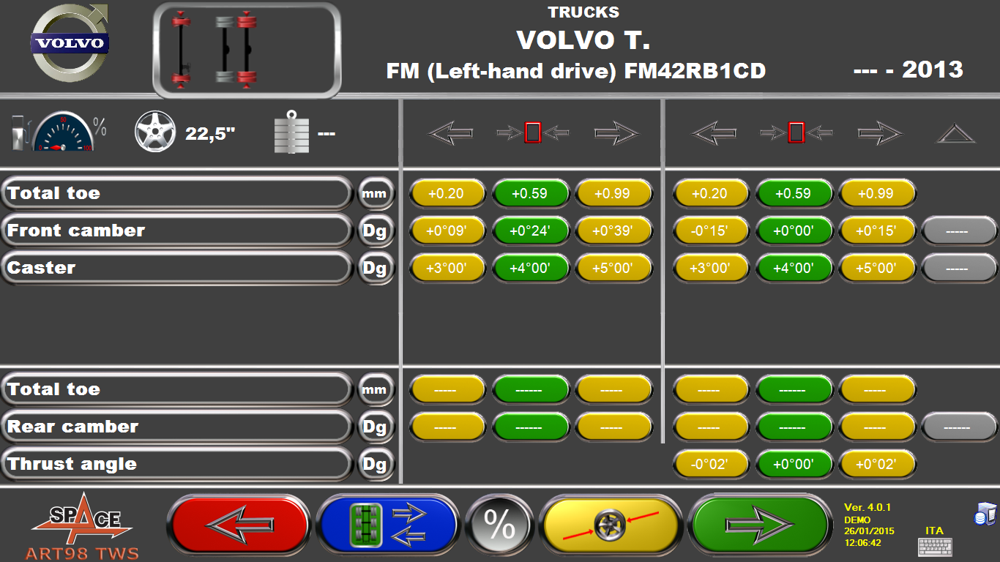 VOLVO
TRUCKS
VOLVO T.
FM (Left-hand drive) FM42RB1CD
--- - 2013
0 50 100 %
22,5"
---
Total toe mm +0.20 +0.59 +0.99 +0.20 +0.59 +0.99
Front camber Dg +0°09' +0°24' +0°39' -0°15' +0°00' +0°15' -----
Caster Dg +3°00' +4°00' +5°00' +3°00' +4°00' +5°00' -----
Total toe mm ----- ------ ----- ----- ------ -----
Rear camber Dg ----- ------ ----- ----- ------ ----- ------
Thrust angle Dg -0°02' +0°00' +0°02'
SPACE
ART98 TWS
%
Ver. 4.0.1
DEMO
26/01/2015
12:06:42
ITA